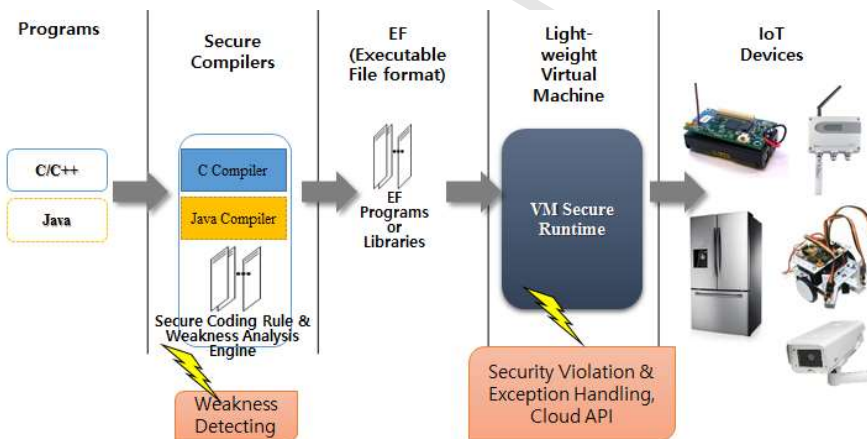 Programs
Secure
Compilers
EF
(Executable
File format)
Light-
weight
Virtual
Machine
IoT
Devices
C/C++
Java
C Compiler
Java Compiler
Secure Coding Rule &
Weakness Analysis
Engine
EF
Programs
or
Libraries
VM Secure
Runtime
Weakness
Detecting
Security Violation &
Exception Handling,
Cloud API